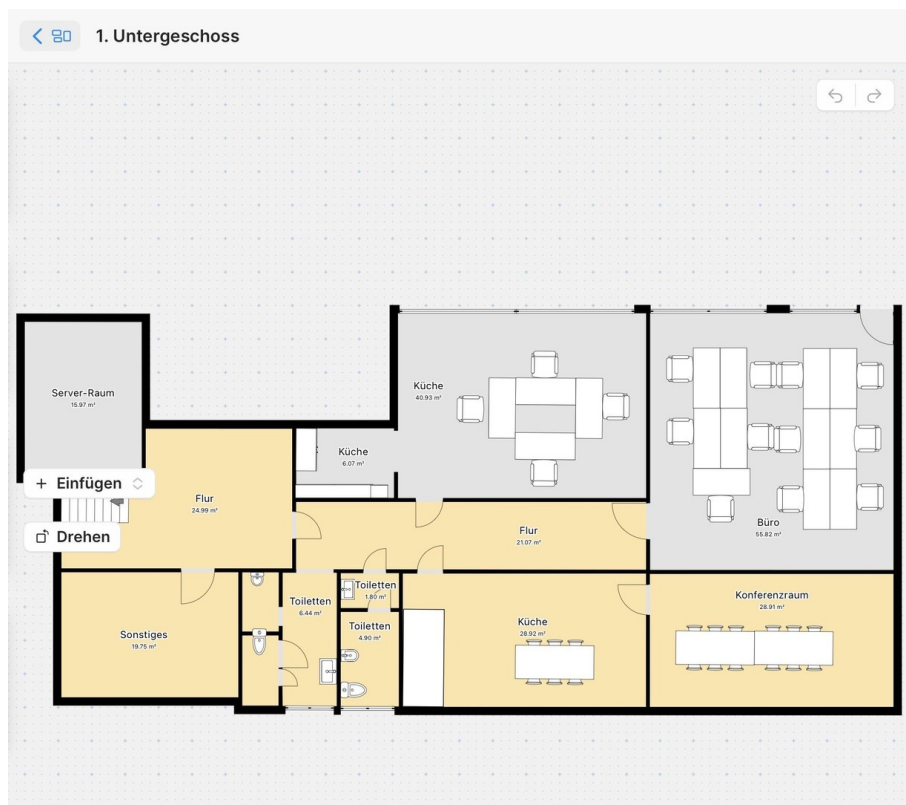 1. Untergeschoss
Server-Raum
15.97 m²
Küche
40.93 m²
Küche
6.07 m²
+ Einfügen
Flur
24.99 m²
Drehen
Flur
21.07 m²
Büro
55.82 m²
Toiletten
1.80 m²
Toiletten
6.44 m²
Konferenzraum
28.91 m²
Küche
28.92 m²
Toiletten
4.90 m²
Sonstiges
19.75 m²